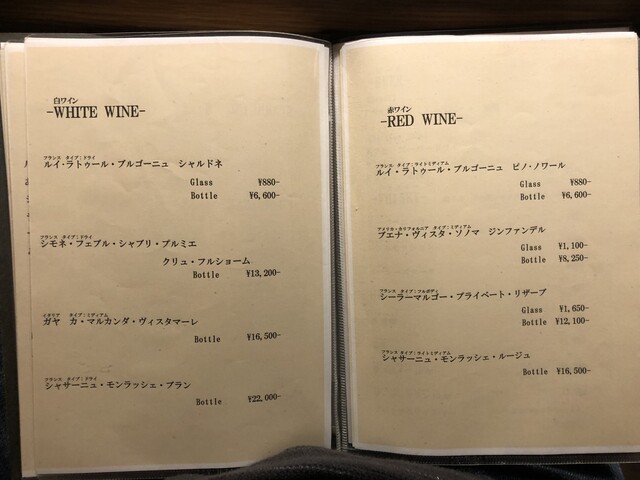 白ワイン
-WHITE WINE-
フランス タイプ：ドライ
ルイ・ラトゥール・ブルゴーニュ シャルドネ
Glass ¥880-
Bottle ¥6,600-
フランス タイプ：ドライ
シモネ・フェブル・シャブリ・プルミエ
クリュ・フルショーム
Bottle ¥13,200-
イタリア タイプ：ミディアム
ガヤ カ・マルカンダ・ヴィスタマーレ
Bottle ¥16,500-
フランス タイプ：ドライ
シャサーニュ・モンラッシェ・ブラン
Bottle ¥22,000-
赤ワイン
-RED WINE-
フランス タイプ：ライトミディアム
ルイ・ラトゥール・ブルゴーニュ ピノ・ノワール
Glass ¥880-
Bottle ¥6,600-
アメリカ・カリフォルニア タイプ：ミディアム
ブエナ・ヴィスタ・ソノマ ジンファンデル
Glass ¥1,100-
Bottle ¥8,250-
フランス タイプ：フルボディ
シーラーマルゴー・プライベート・リザーブ
Glass ¥1,650-
Bottle ¥12,100-
フランス タイプ：ライトミディアム
シャサーニュ・モンラッシェ・ルージュ
Bottle ¥16,500-